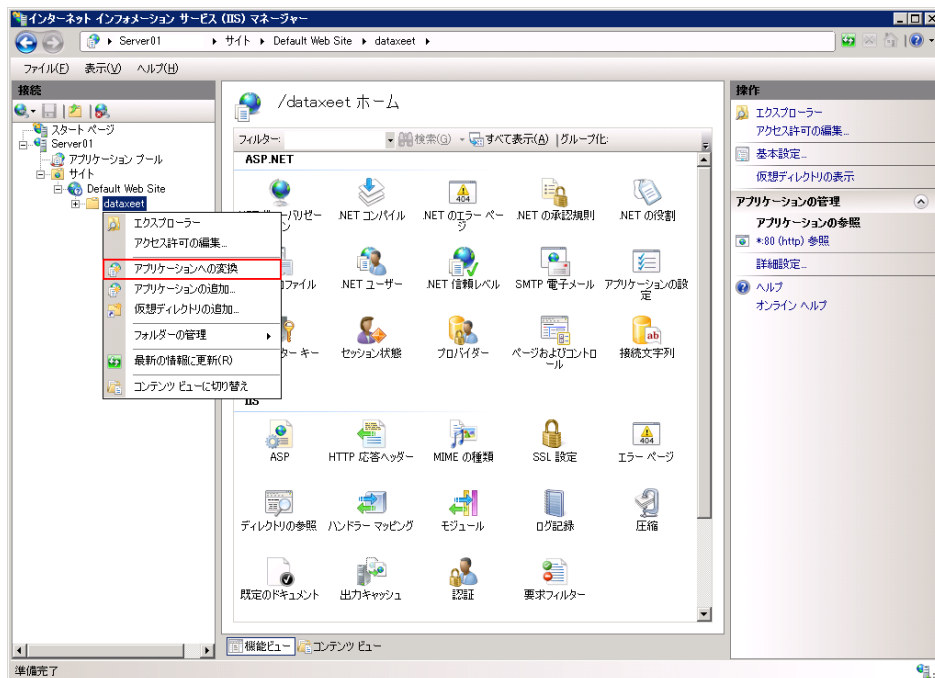 インターネット インフォメーション サービス (IIS) マネージャー
Server01 サイト Default Web Site dataxeet
ファイル(F) 表示(V) ヘルプ(H)
接続
スタート ページ
Server01
アプリケーション プール
サイト
Default Web Site
dataxeet
エクスプローラー
アクセス許可の編集...
アプリケーションへの変換
アプリケーションの追加...
仮想ディレクトリの追加...
フォルダーの管理
最新の情報に更新(R)
コンテンツ ビューに切り替え
/dataxeet ホーム
フィルター: 検索(G) すべて表示(A) グループ化:
ASP.NET
.NET コンパイル
.NET のエラー ページ
.NET の承認規則
.NET の役割
.NET ユーザー
.NET 信頼レベル
SMTP 電子メール
アプリケーションの設定
セッション状態
プロバイダー
ページおよびコントロール
接続文字列
IIS
ASP
HTTP 応答ヘッダー
MIME の種類
SSL 設定
エラー ページ
ディレクトリの参照
ハンドラー マッピング
モジュール
ログ記録
圧縮
既定のドキュメント
出力キャッシュ
認証
要求フィルター
機能ビュー コンテンツ ビュー
操作
エクスプローラー
アクセス許可の編集...
基本設定...
仮想ディレクトリの表示
アプリケーションの管理
アプリケーションの参照
*:80 (http) 参照
詳細設定...
ヘルプ
オンライン ヘルプ
準備完了